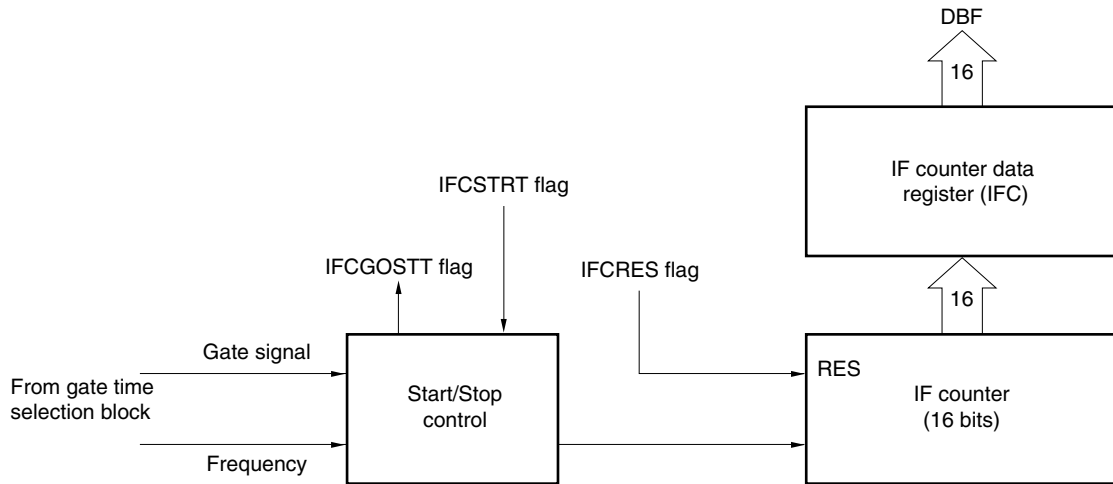 DBF
16
IF counter data
register (IFC)
IFCSTRT flag
IFCGOSTT flag
IFCRES flag
16
Gate signal
From gate time
selection block
Frequency
Start/Stop
control
RES
IF counter
(16 bits)